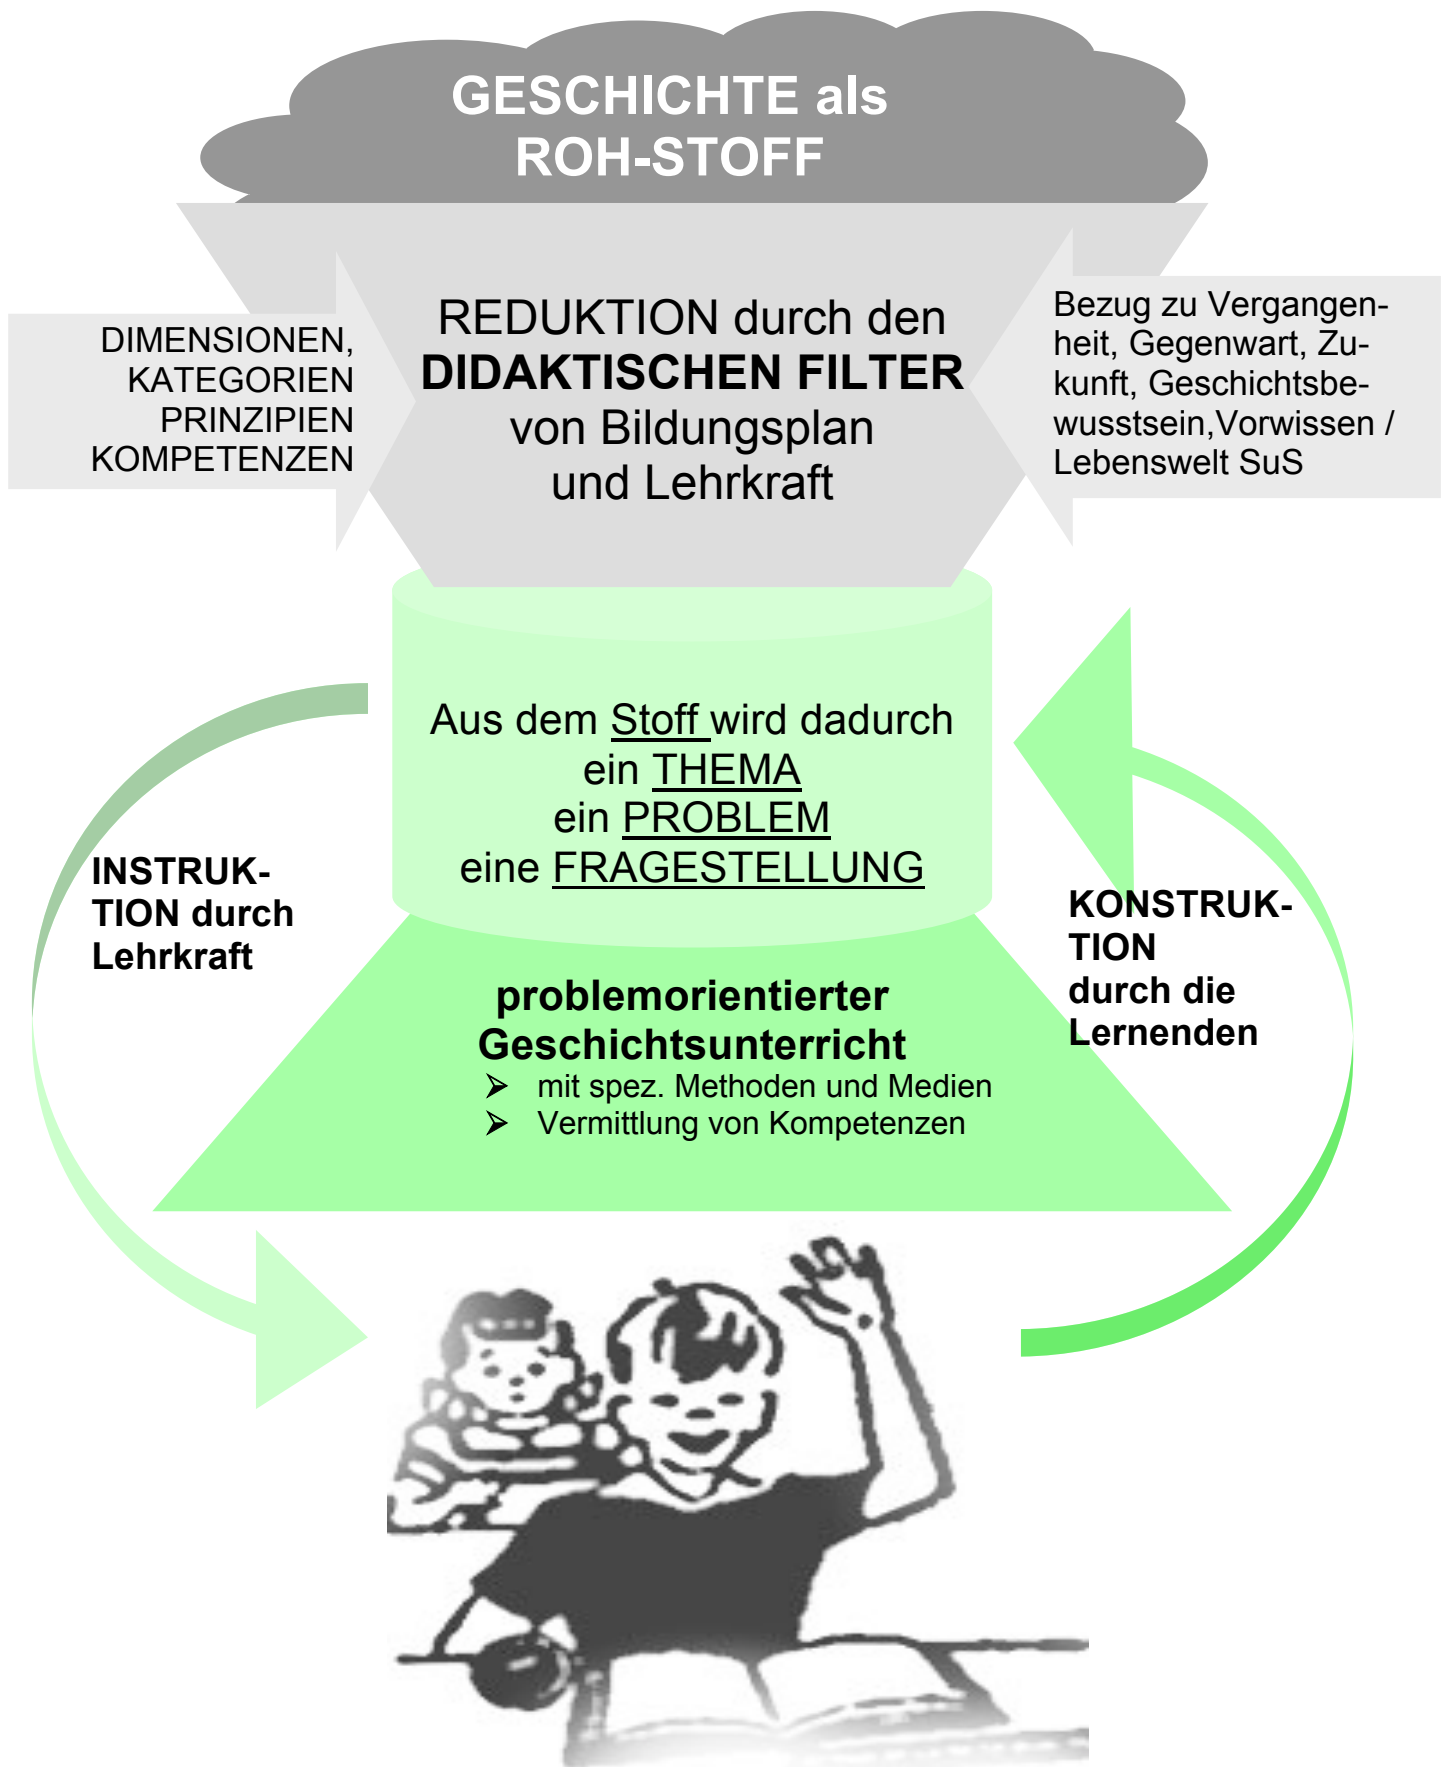 GESCHICHTE als
ROH-STOFF
REDUKTION durch den
DIDAKTISCHEN FILTER
von Bildungsplan
und Lehrkraft
DIMENSIONEN,
KATEGORIEN
PRINZIPIEN
KOMPETENZEN
Bezug zu Vergangen-
heit, Gegenwart, Zu-
kunft, Geschichtsbe-
wusstsein,Vorwissen /
Lebenswelt SuS
Aus dem Stoff wird dadurch
ein THEMA
ein PROBLEM
eine FRAGESTELLUNG
INSTRUK-
TION durch
Lehrkraft
KONSTRUK-
TION
durch die
Lernenden
problemorientierter
Geschichtsunterricht
➢ mit spez. Methoden und Medien
➢ Vermittlung von Kompetenzen